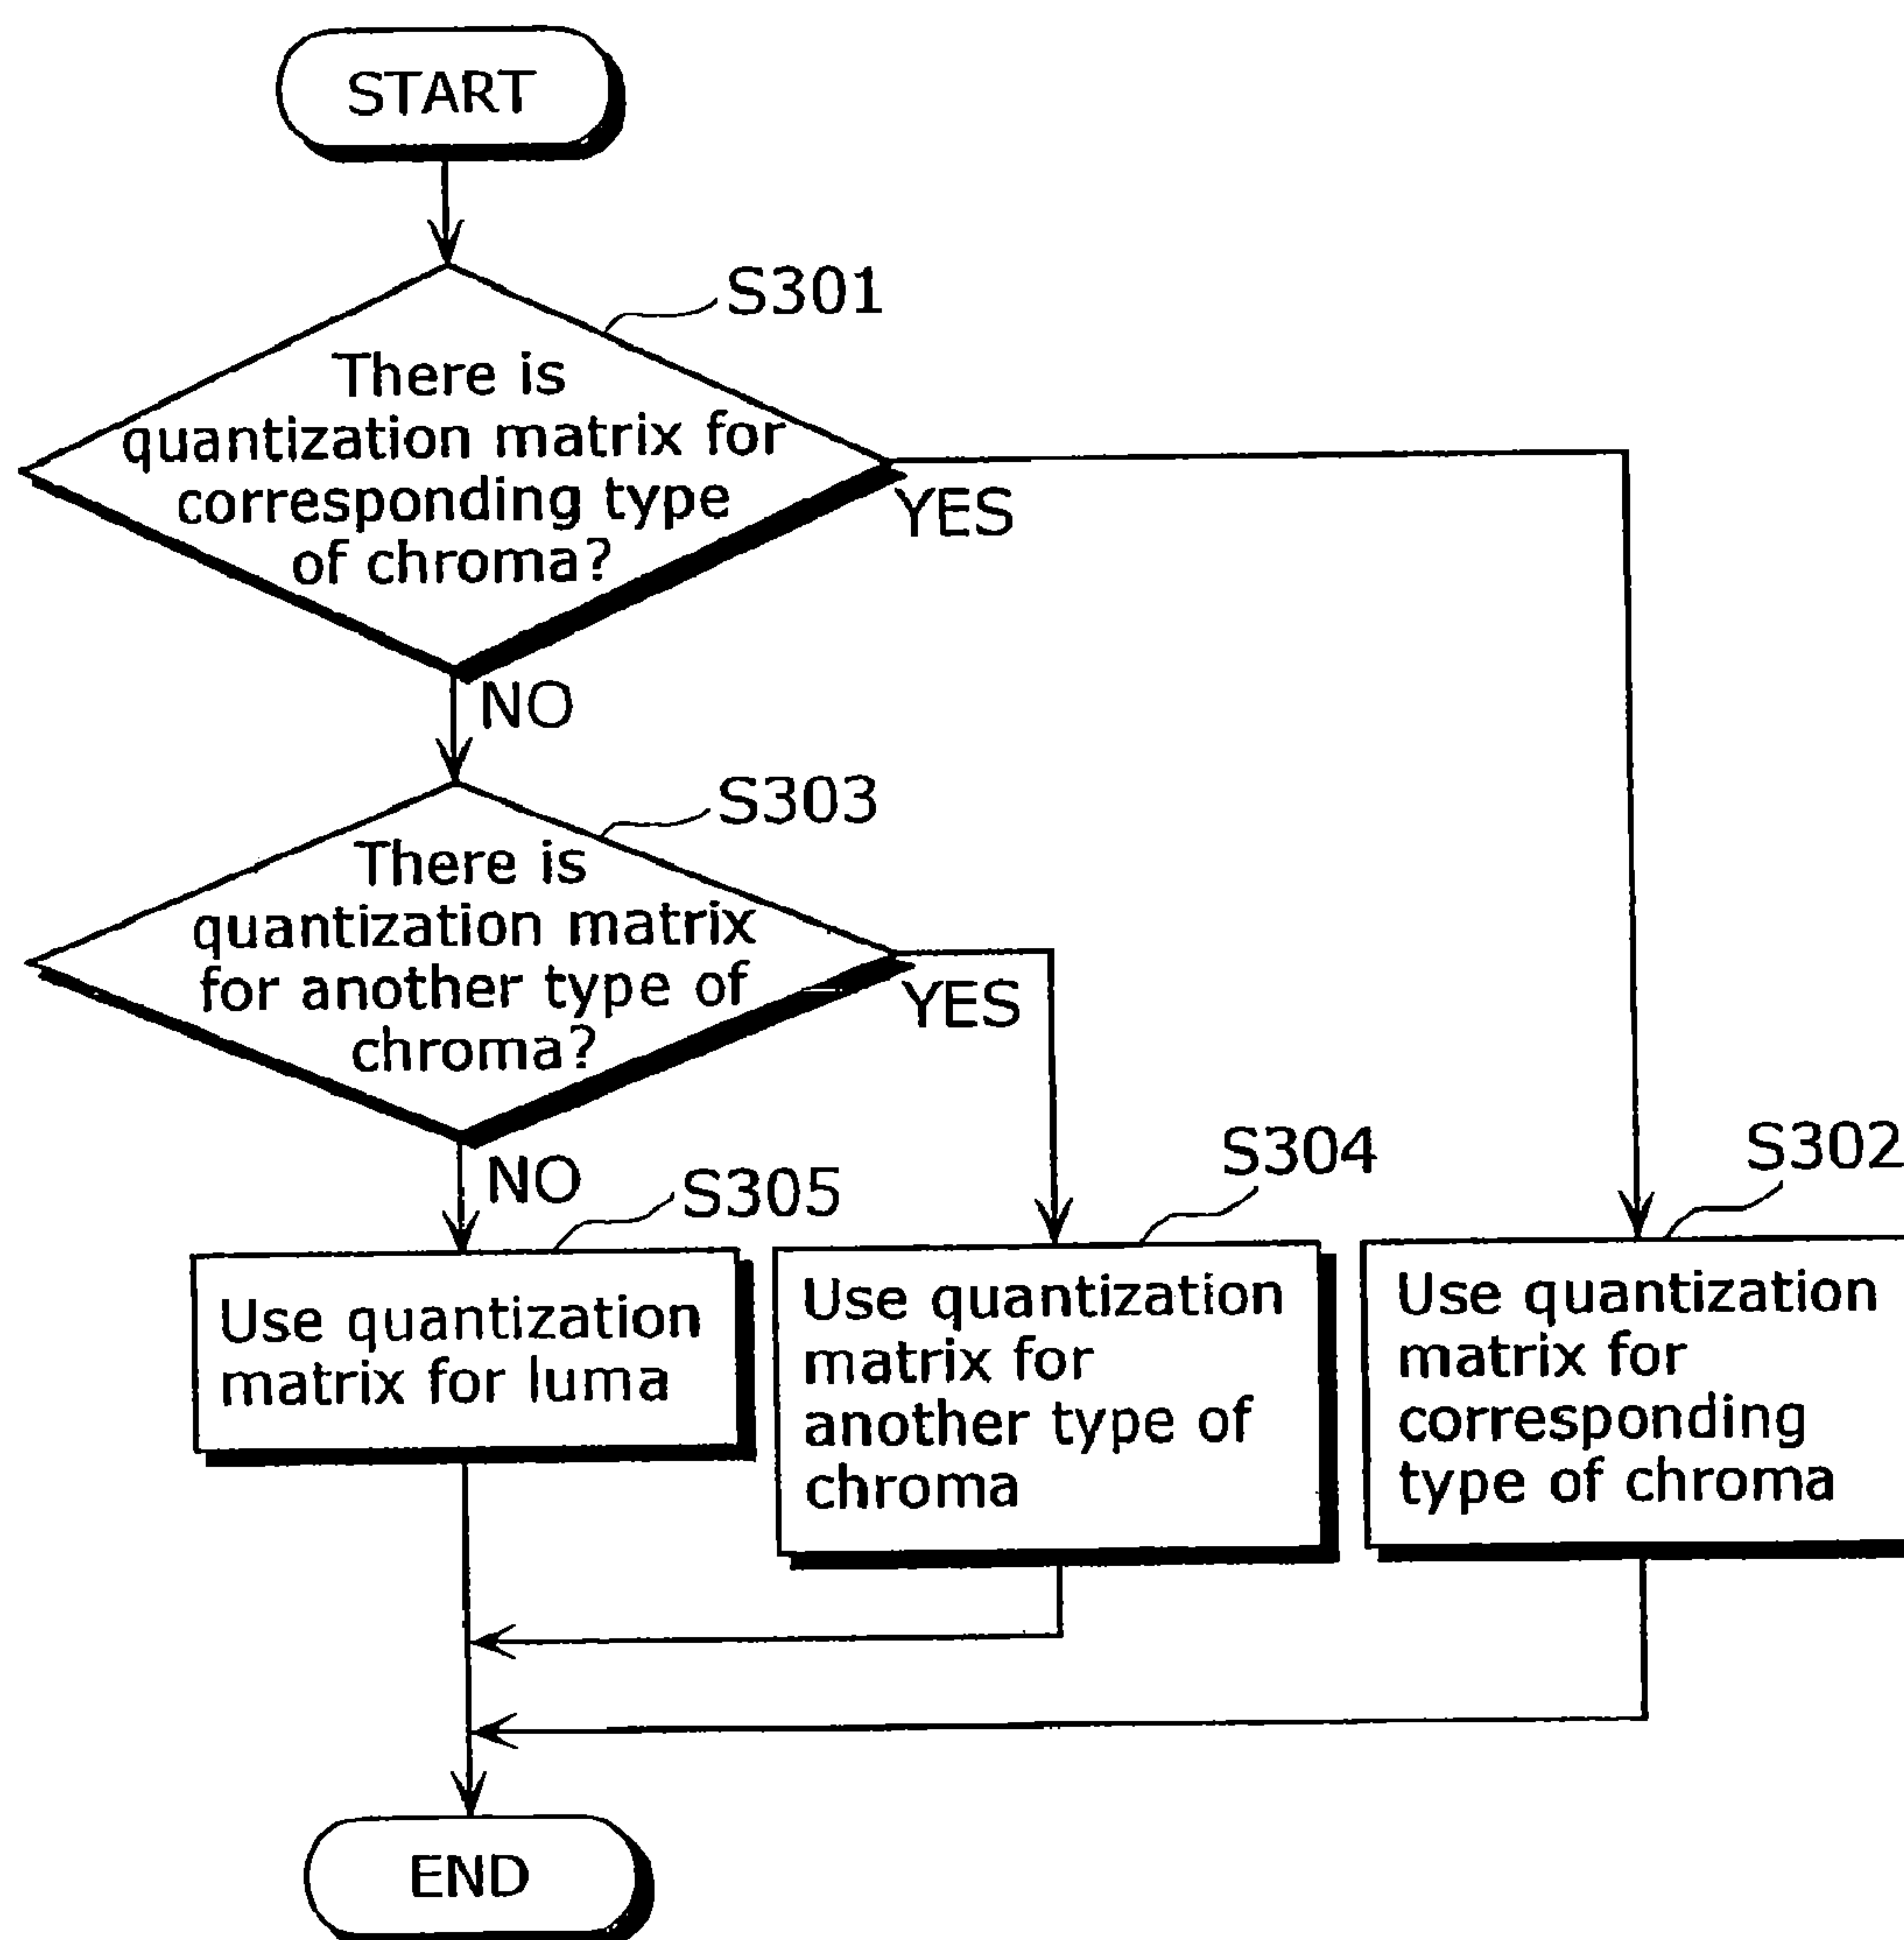 START
S301
There is
quantization matrix for
corresponding type
of chroma?
YES
NO
S303
There is
quantization matrix
for another type of
chroma?
YES
NO
S305
S304
S302
Use quantization
matrix for luma
Use quantization
matrix for
another type of
chroma
Use quantization
matrix for
corresponding
type of chroma
END